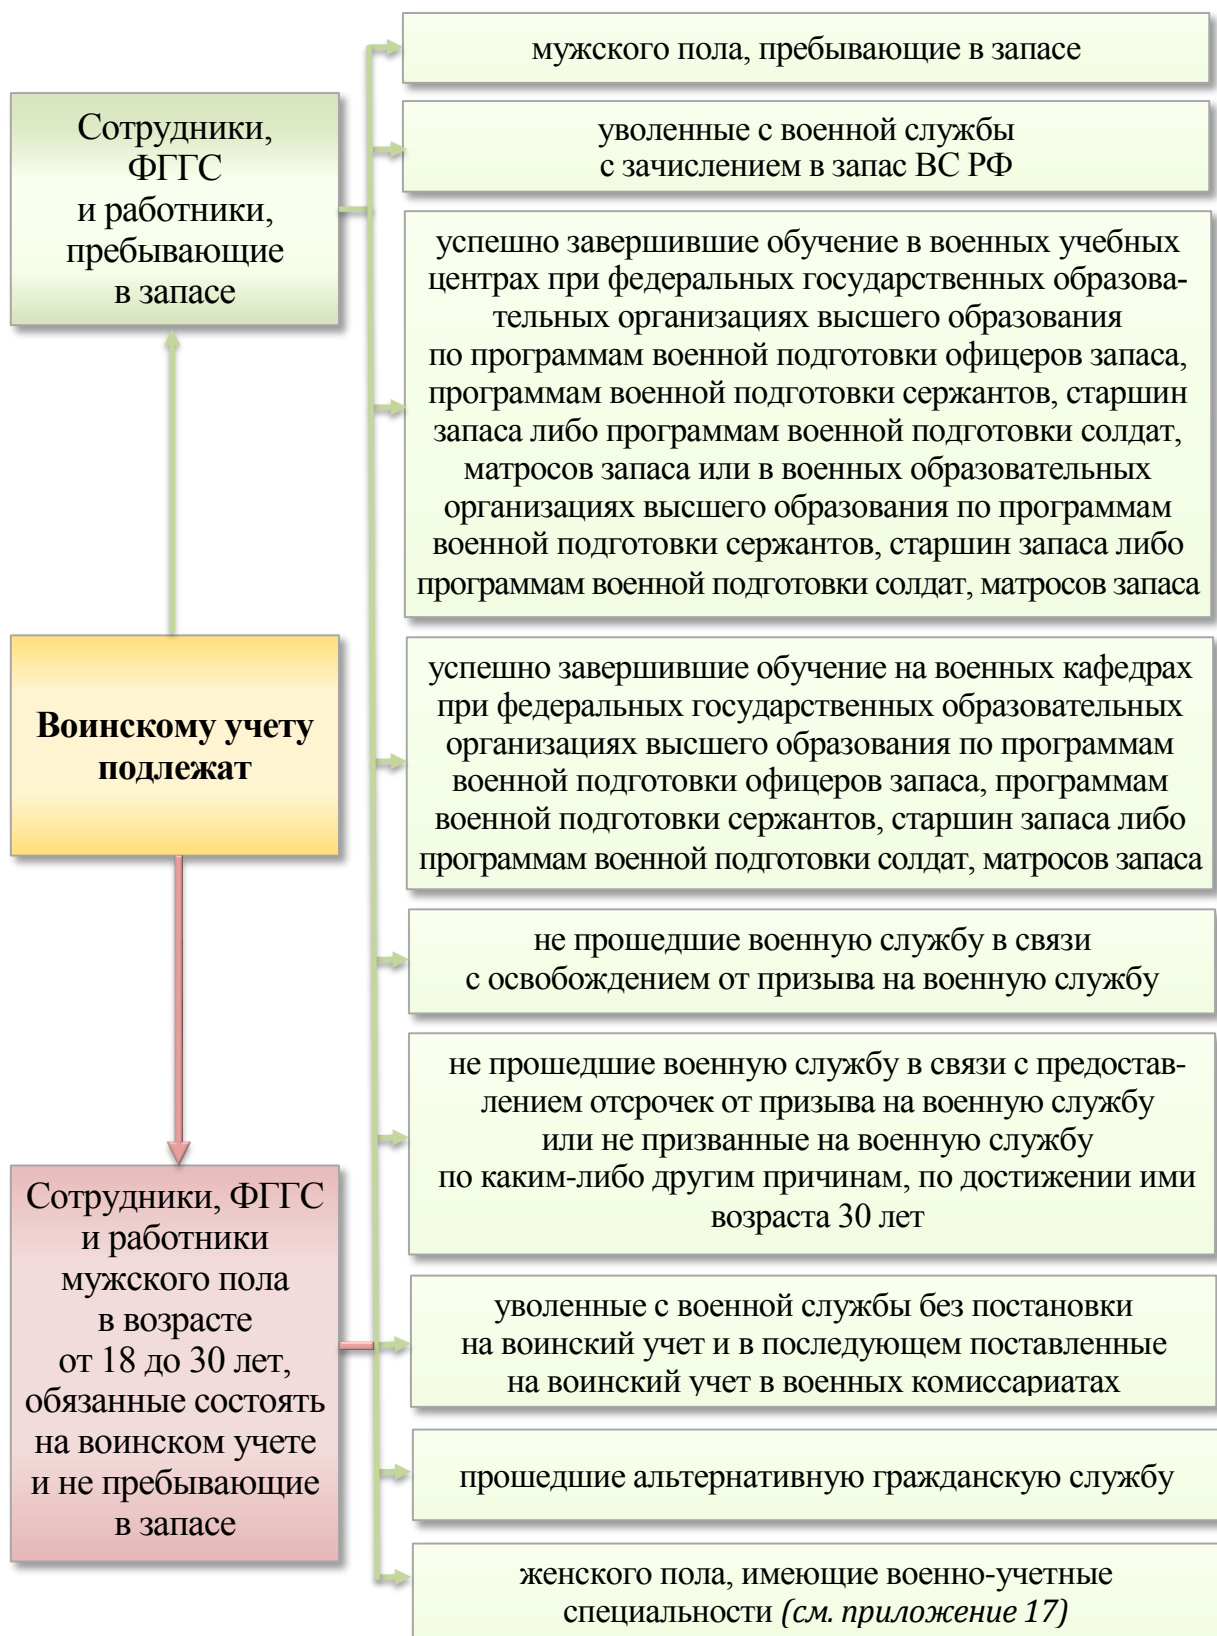 мужского пола, пребывающие в запасе
Сотрудники,
ФГГС
и работники,
пребывающие
в запасе
уволенные с военной службы
с зачислением в запас ВС РФ
успешно завершившие обучение в военных учебных
центрах при федеральных государственных образова-
тельных организациях высшего образования
по программам военной подготовки офицеров запаса,
программам военной подготовки сержантов, старшин
запаса либо программам военной подготовки солдат,
матросов запаса или в военных образовательных
организациях высшего образования по программам
военной подготовки сержантов, старшин запаса либо
программам военной подготовки солдат, матросов запаса
Воинскому учету
подлежат
успешно завершившие обучение на военных кафедрах
при федеральных государственных образовательных
организациях высшего образования по программам
военной подготовки офицеров запаса, программам
военной подготовки сержантов, старшин запаса либо
программам военной подготовки солдат, матросов запаса
не прошедшие военную службу в связи
с освобождением от призыва на военную службу
не прошедшие военную службу в связи с предостав-
лением отсрочек от призыва на военную службу
или не призванные на военную службу
по каким-либо другим причинам, по достижении ими
возраста 30 лет
Сотрудники, ФГГС
и работники
мужского пола
в возрасте
от 18 до 30 лет,
обязанные состоять
на воинском учете
и не пребывающие
в запасе
уволенные с военной службы без постановки
на воинский учет и в последующем поставленные
на воинский учет в военных комиссариатах
прошедшие альтернативную гражданскую службу
женского пола, имеющие военно-учетные
специальности (см. приложение 17)